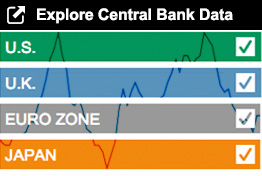 Explore Central Bank Data
U.S.
U.K.
EURO ZONE
JAPAN